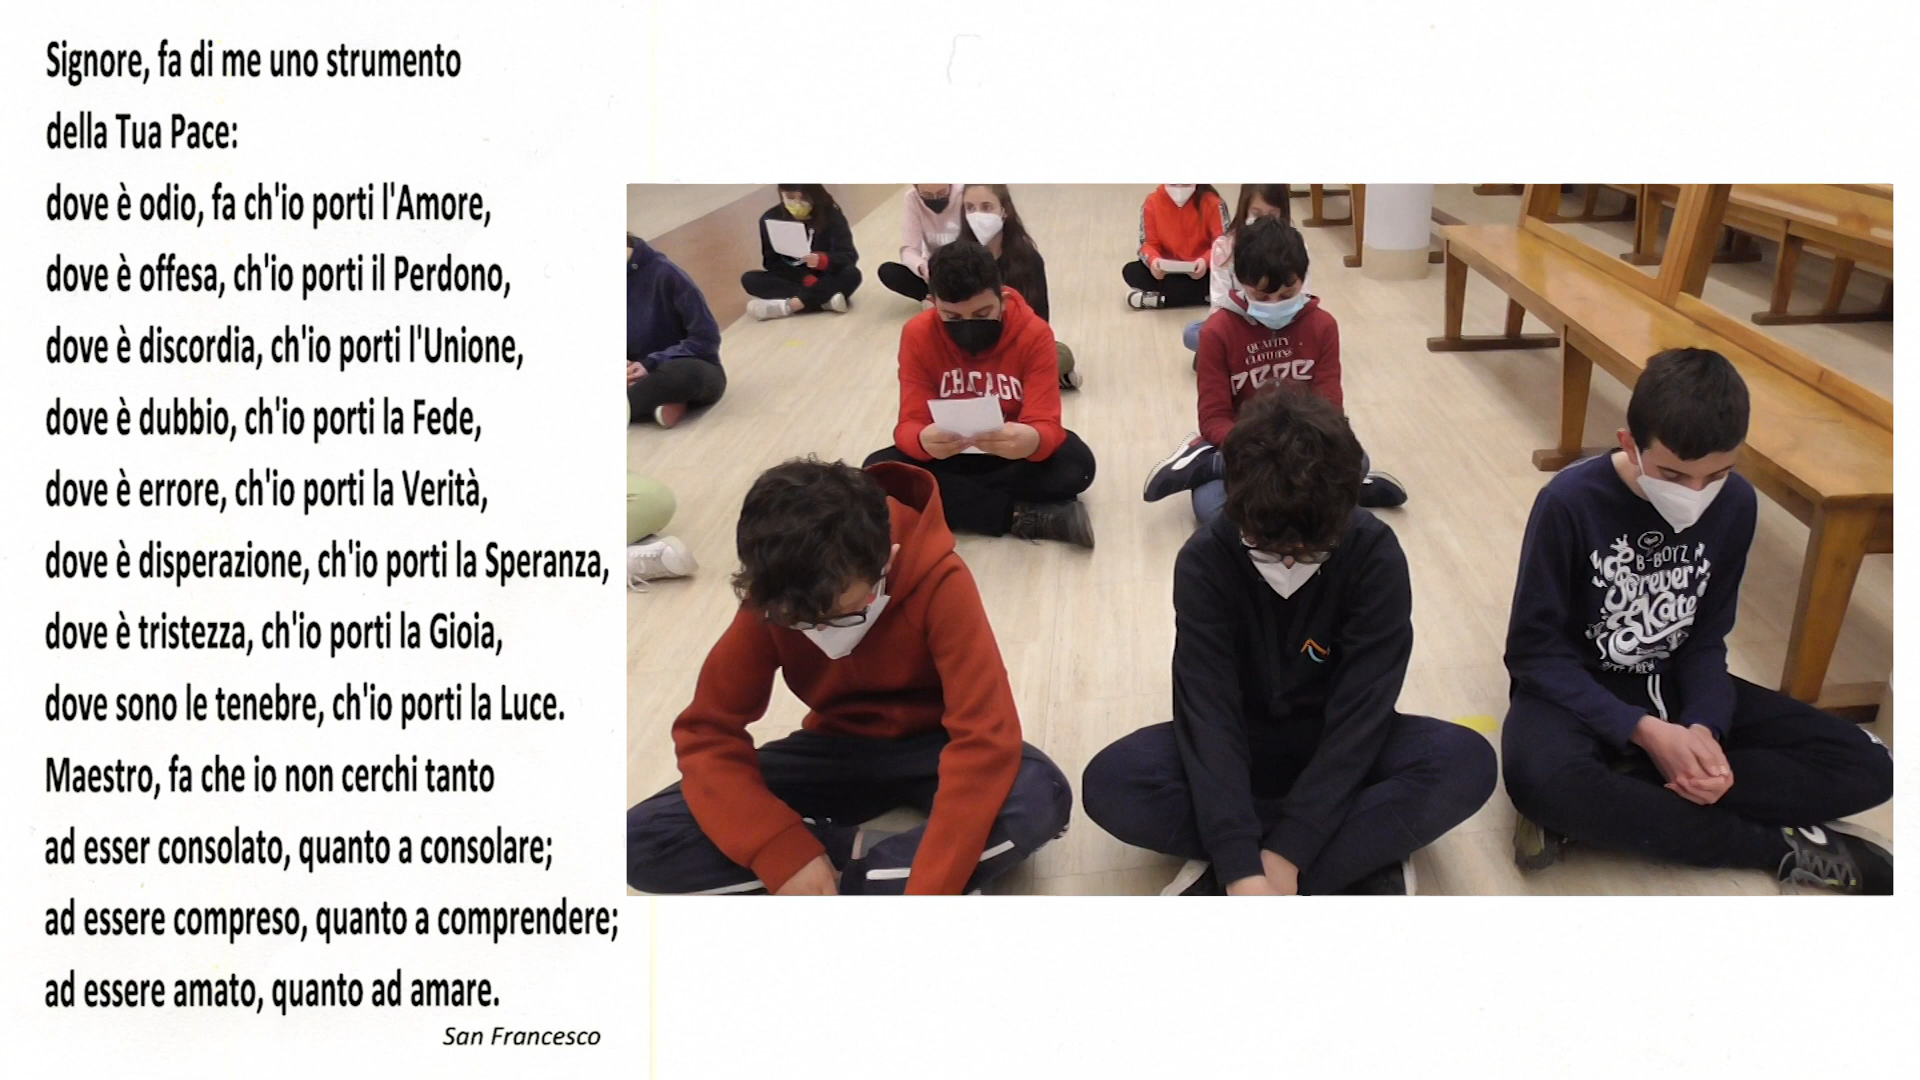 Signore, fa di me uno strumento
della Tua Pace:
dove è odio, fa ch'io porti l'Amore,
dove è offesa, ch'io porti il Perdono,
dove è discordia, ch'io porti l'Unione,
dove è dubbio, ch'io porti la Fede,
dove è errore, ch'io porti la Verità,
dove è disperazione, ch'io porti la Speranza,
dove è tristezza, ch'io porti la Gioia,
dove sono le tenebre, ch'io porti la Luce.
Maestro, fa che io non cerchi tanto
ad esser consolato, quanto a consolare;
ad essere compreso, quanto a comprendere;
ad essere amato, quanto ad amare.
San Francesco
CHICAGO
QUALITY
CLOTHES
PEPE
B-BOYZ
Forever
Skate